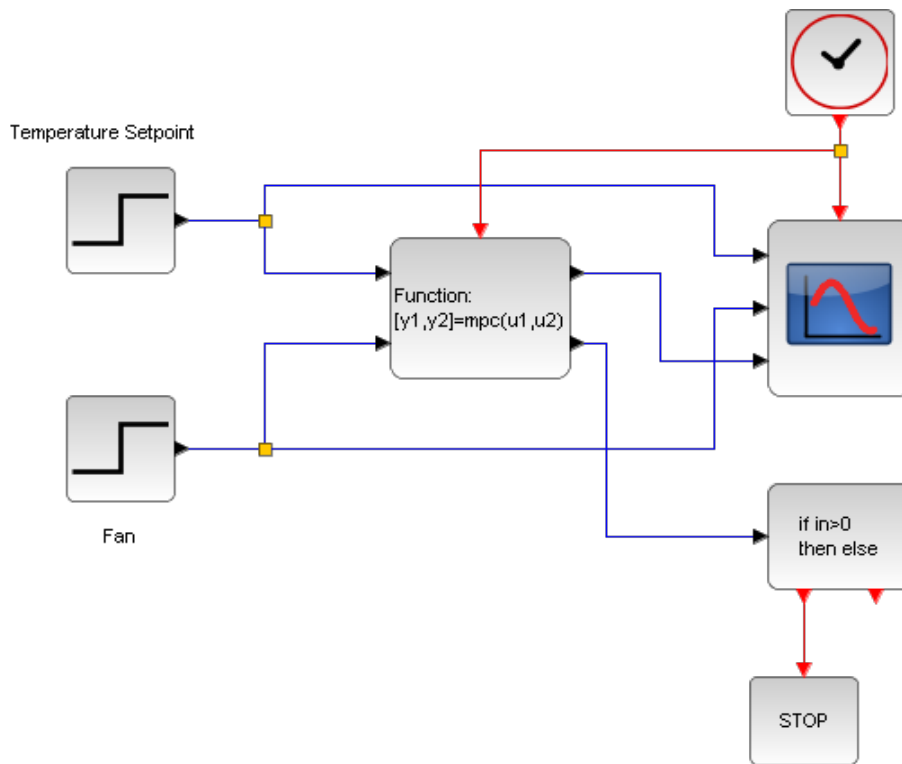 Temperature Setpoint
Function:
[y1,y2]=mpc(u1,u2)
Fan
if in>0
then else
STOP